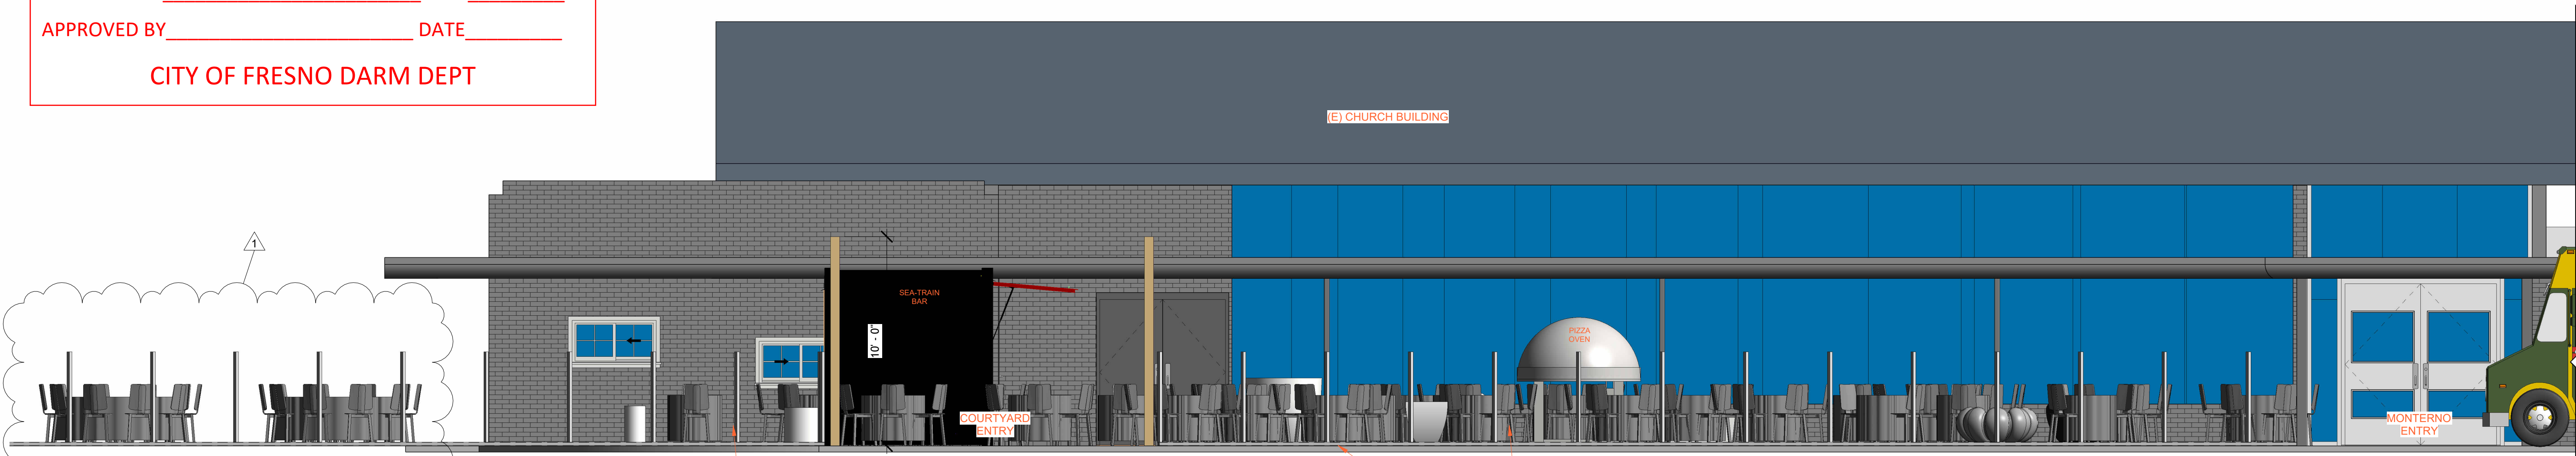 APPROVED BY______________________ DATE_________
CITY OF FRESNO DARM DEPT
(E) CHURCH BUILDING
1
SEA-TRAIN
BAR
10' - 0"
PIZZA
OVEN
COURTYARD
ENTRY
MONTERNO
ENTRY